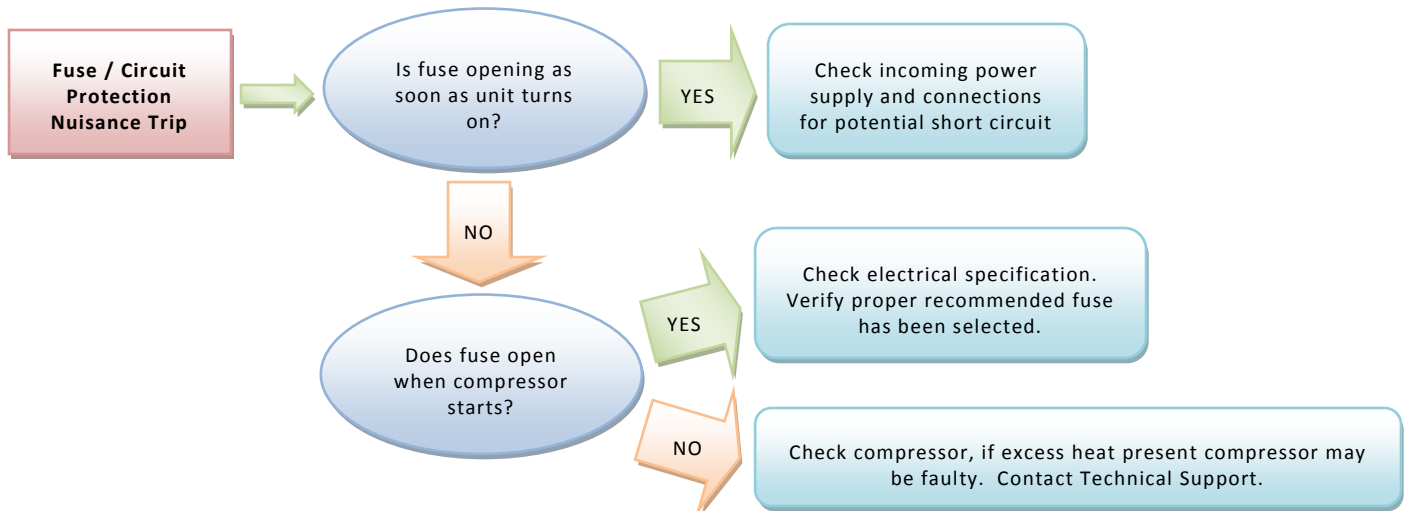 Fuse / Circuit
Protection
Nuisance Trip
Is fuse opening as
soon as unit turns
on?
YES
Check incoming power
supply and connections
for potential short circuit
NO
Does fuse open
when compressor
starts?
YES
Check electrical specification.
Verify proper recommended fuse
has been selected.
NO
Check compressor, if excess heat present compressor may
be faulty. Contact Technical Support.